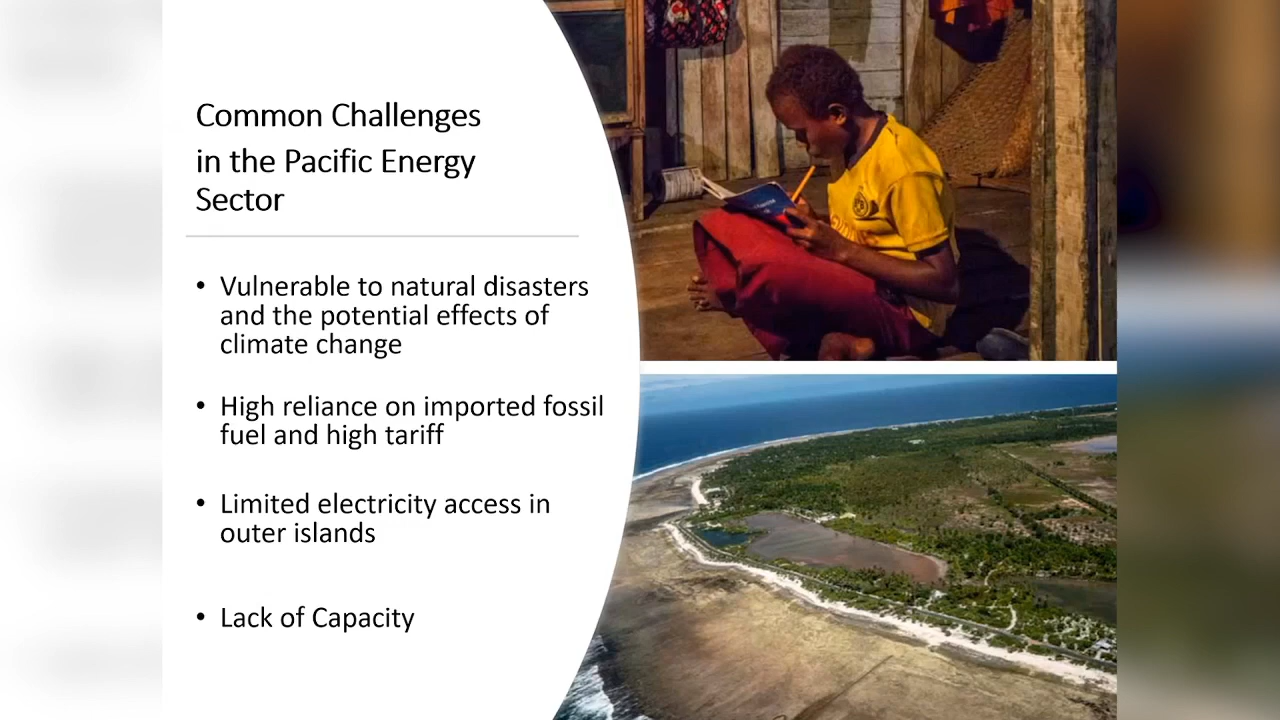 Common Challenges
in the Pacific Energy
Sector
• Vulnerable to natural disasters
and the potential effects of
climate change
• High reliance on imported fossil
fuel and high tariff
• Limited electricity access in
outer islands
• Lack of Capacity